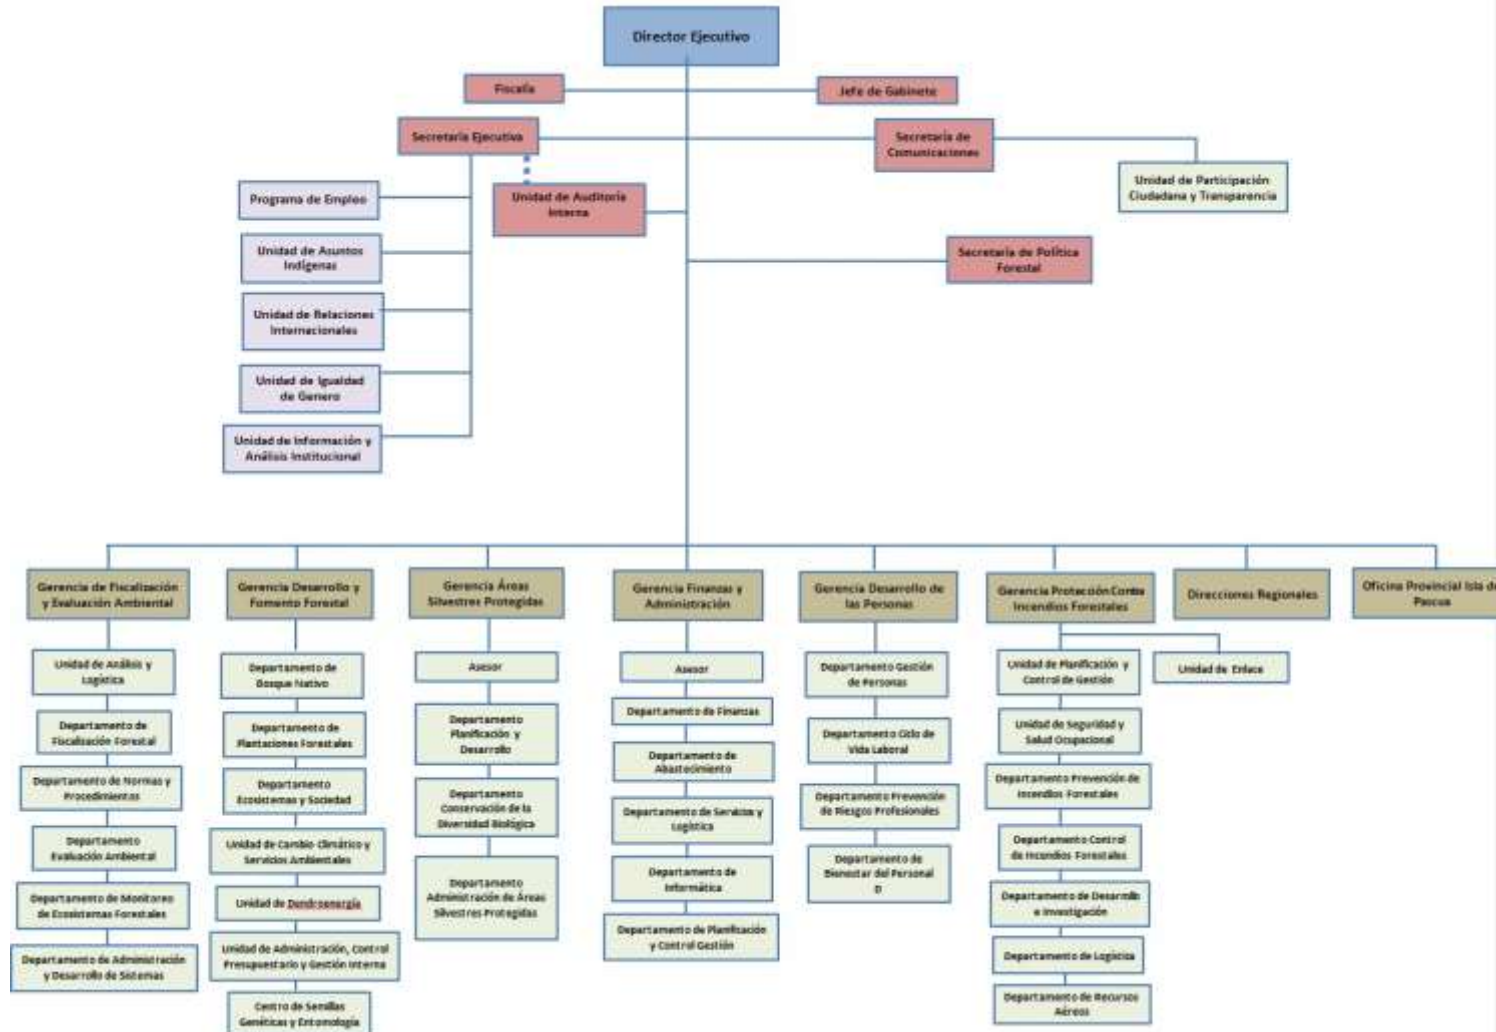 Director Ejecutivo
Fiscalía
Jefe de Gabinete
Secretaría Ejecutiva
Secretaría de
Comunicaciones
Unidad de Participación
Ciudadana y Transparencia
Programa de Empleo
Unidad de Auditoría
Interna
Unidad de Asuntos
Indígenas
Secretaría de Política
Forestal
Unidad de Relaciones
Internacionales
Unidad de Igualdad
de Genero
Unidad de Información y
Análisis Institucional
Gerencia de Fiscalización
y Evaluación Ambiental
Unidad de Análisis y
Logística
Departamento de
Fiscalización Forestal
Departamento de Normas y
Procedimientos
Departamento
Evaluación Ambiental
Departamento de Monitoreo
de Ecosistemas Forestales
Departamento de Administración
y Desarrollo de Sistemas
Gerencia Desarrollo y
Fomento Forestal
Departamento de
Bosque Nativo
Departamento de
Plantaciones Forestales
Departamento
Ecosistemas y Sociedad
Unidad de Cambio Climático y
Servicios Ambientales
Unidad de Dendroenergía
Unidad de Administración, Control
Presupuestario y Gestión Interna
Centro de Semillas
Genéticas y Entomología
Gerencia Áreas
Silvestres Protegidas
Asesor
Departamento
Planificación y
Desarrollo
Departamento
Conservación de la
Diversidad Biológica
Departamento
Administración de Áreas
Silvestres Protegidas
Gerencia Finanzas y
Administración
Asesor
Departamento de Finanzas
Departamento de
Abastecimiento
Departamento de Servicios y
Logística
Departamento de
Informática
Departamento de Planificación
y Control Gestión
Gerencia Desarrollo de
las Personas
Departamento Gestión
de Personas
Departamento Ciclo de
Vida Laboral
Departamento Prevención
de Riesgos Profesionales
Departamento de
Bienestar del Personal
D
Gerencia Protección Contra
Incendios Forestales
Unidad de Planificación y
Control de Gestión
Unidad de Seguridad y
Salud Ocupacional
Departamento Prevención de
Incendios Forestales
Departamento Control
de Incendios Forestales
Departamento de Desarrollo
e Investigación
Departamento de Logística
Departamento de Recursos
Aéreos
Unidad de Enlace
Direcciones Regionales
Oficina Provincial Isla de
Pascua